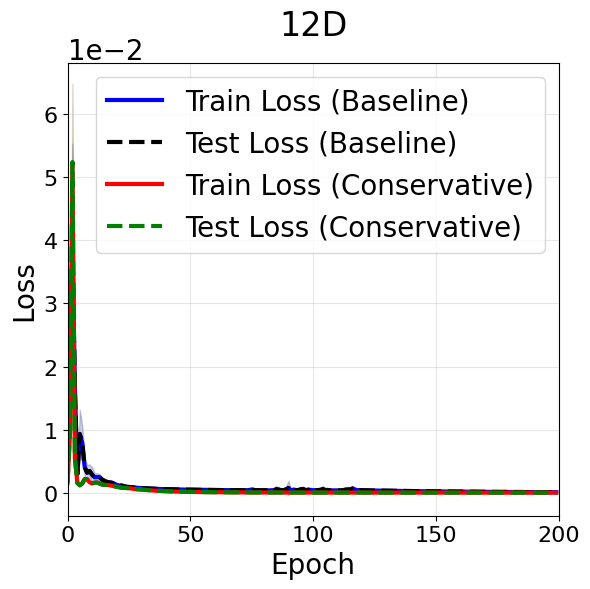 12D
1e−2
Train Loss (Baseline)
Test Loss (Baseline)
Train Loss (Conservative)
Test Loss (Conservative)
Loss
6
5
4
3
2
1
0
0 50 100 150 200
Epoch